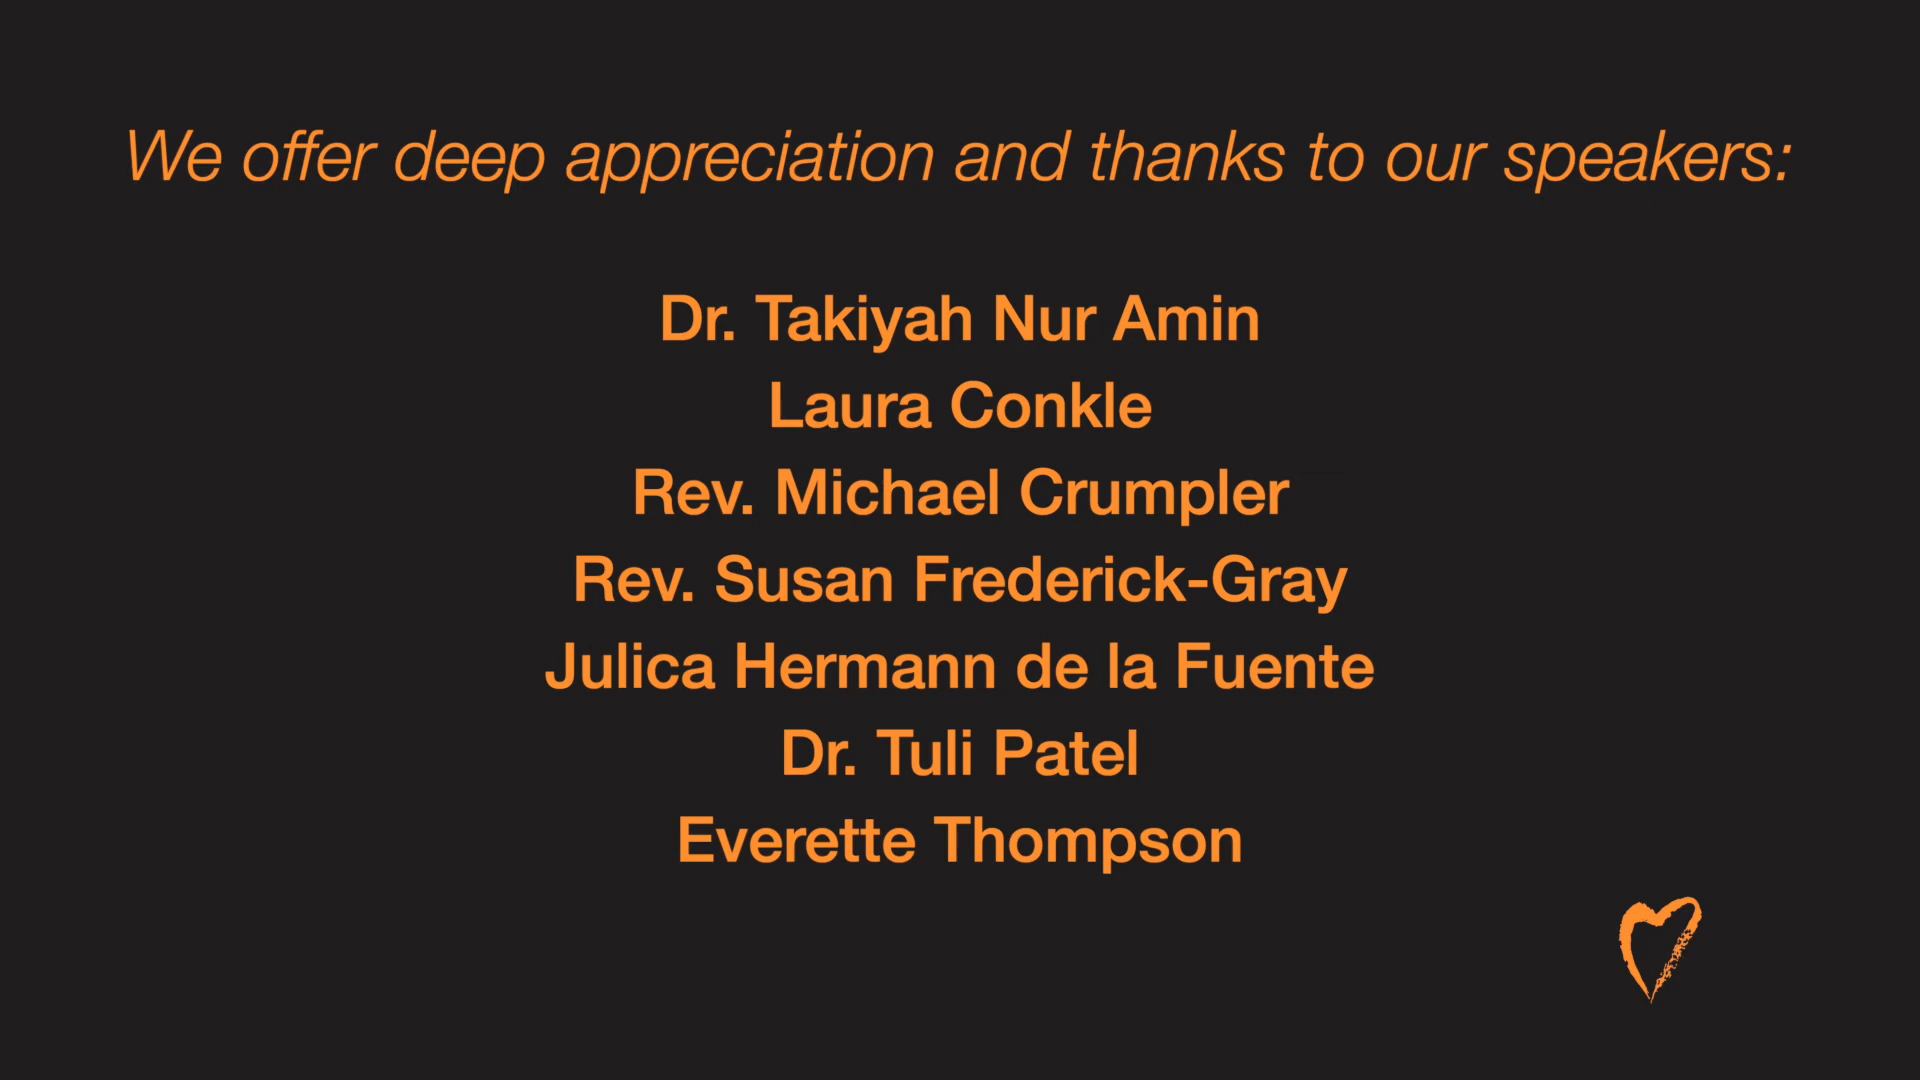 We offer deep appreciation and thanks to our speakers:
Dr. Takiyah Nur Amin
Laura Conkle
Rev. Michael Crumpler
Rev. Susan Frederick-Gray
Julica Hermann de la Fuente
Dr. Tuli Patel
Everette Thompson